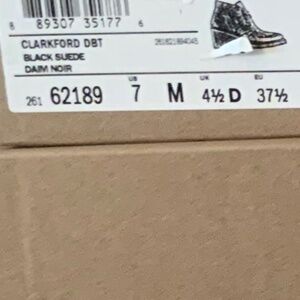 89307 35177 6
CLARKFORD DBT
BLACK SUEDE
DAIM NOIR
US UK EU
261 62189 7 M 4½ D 37½